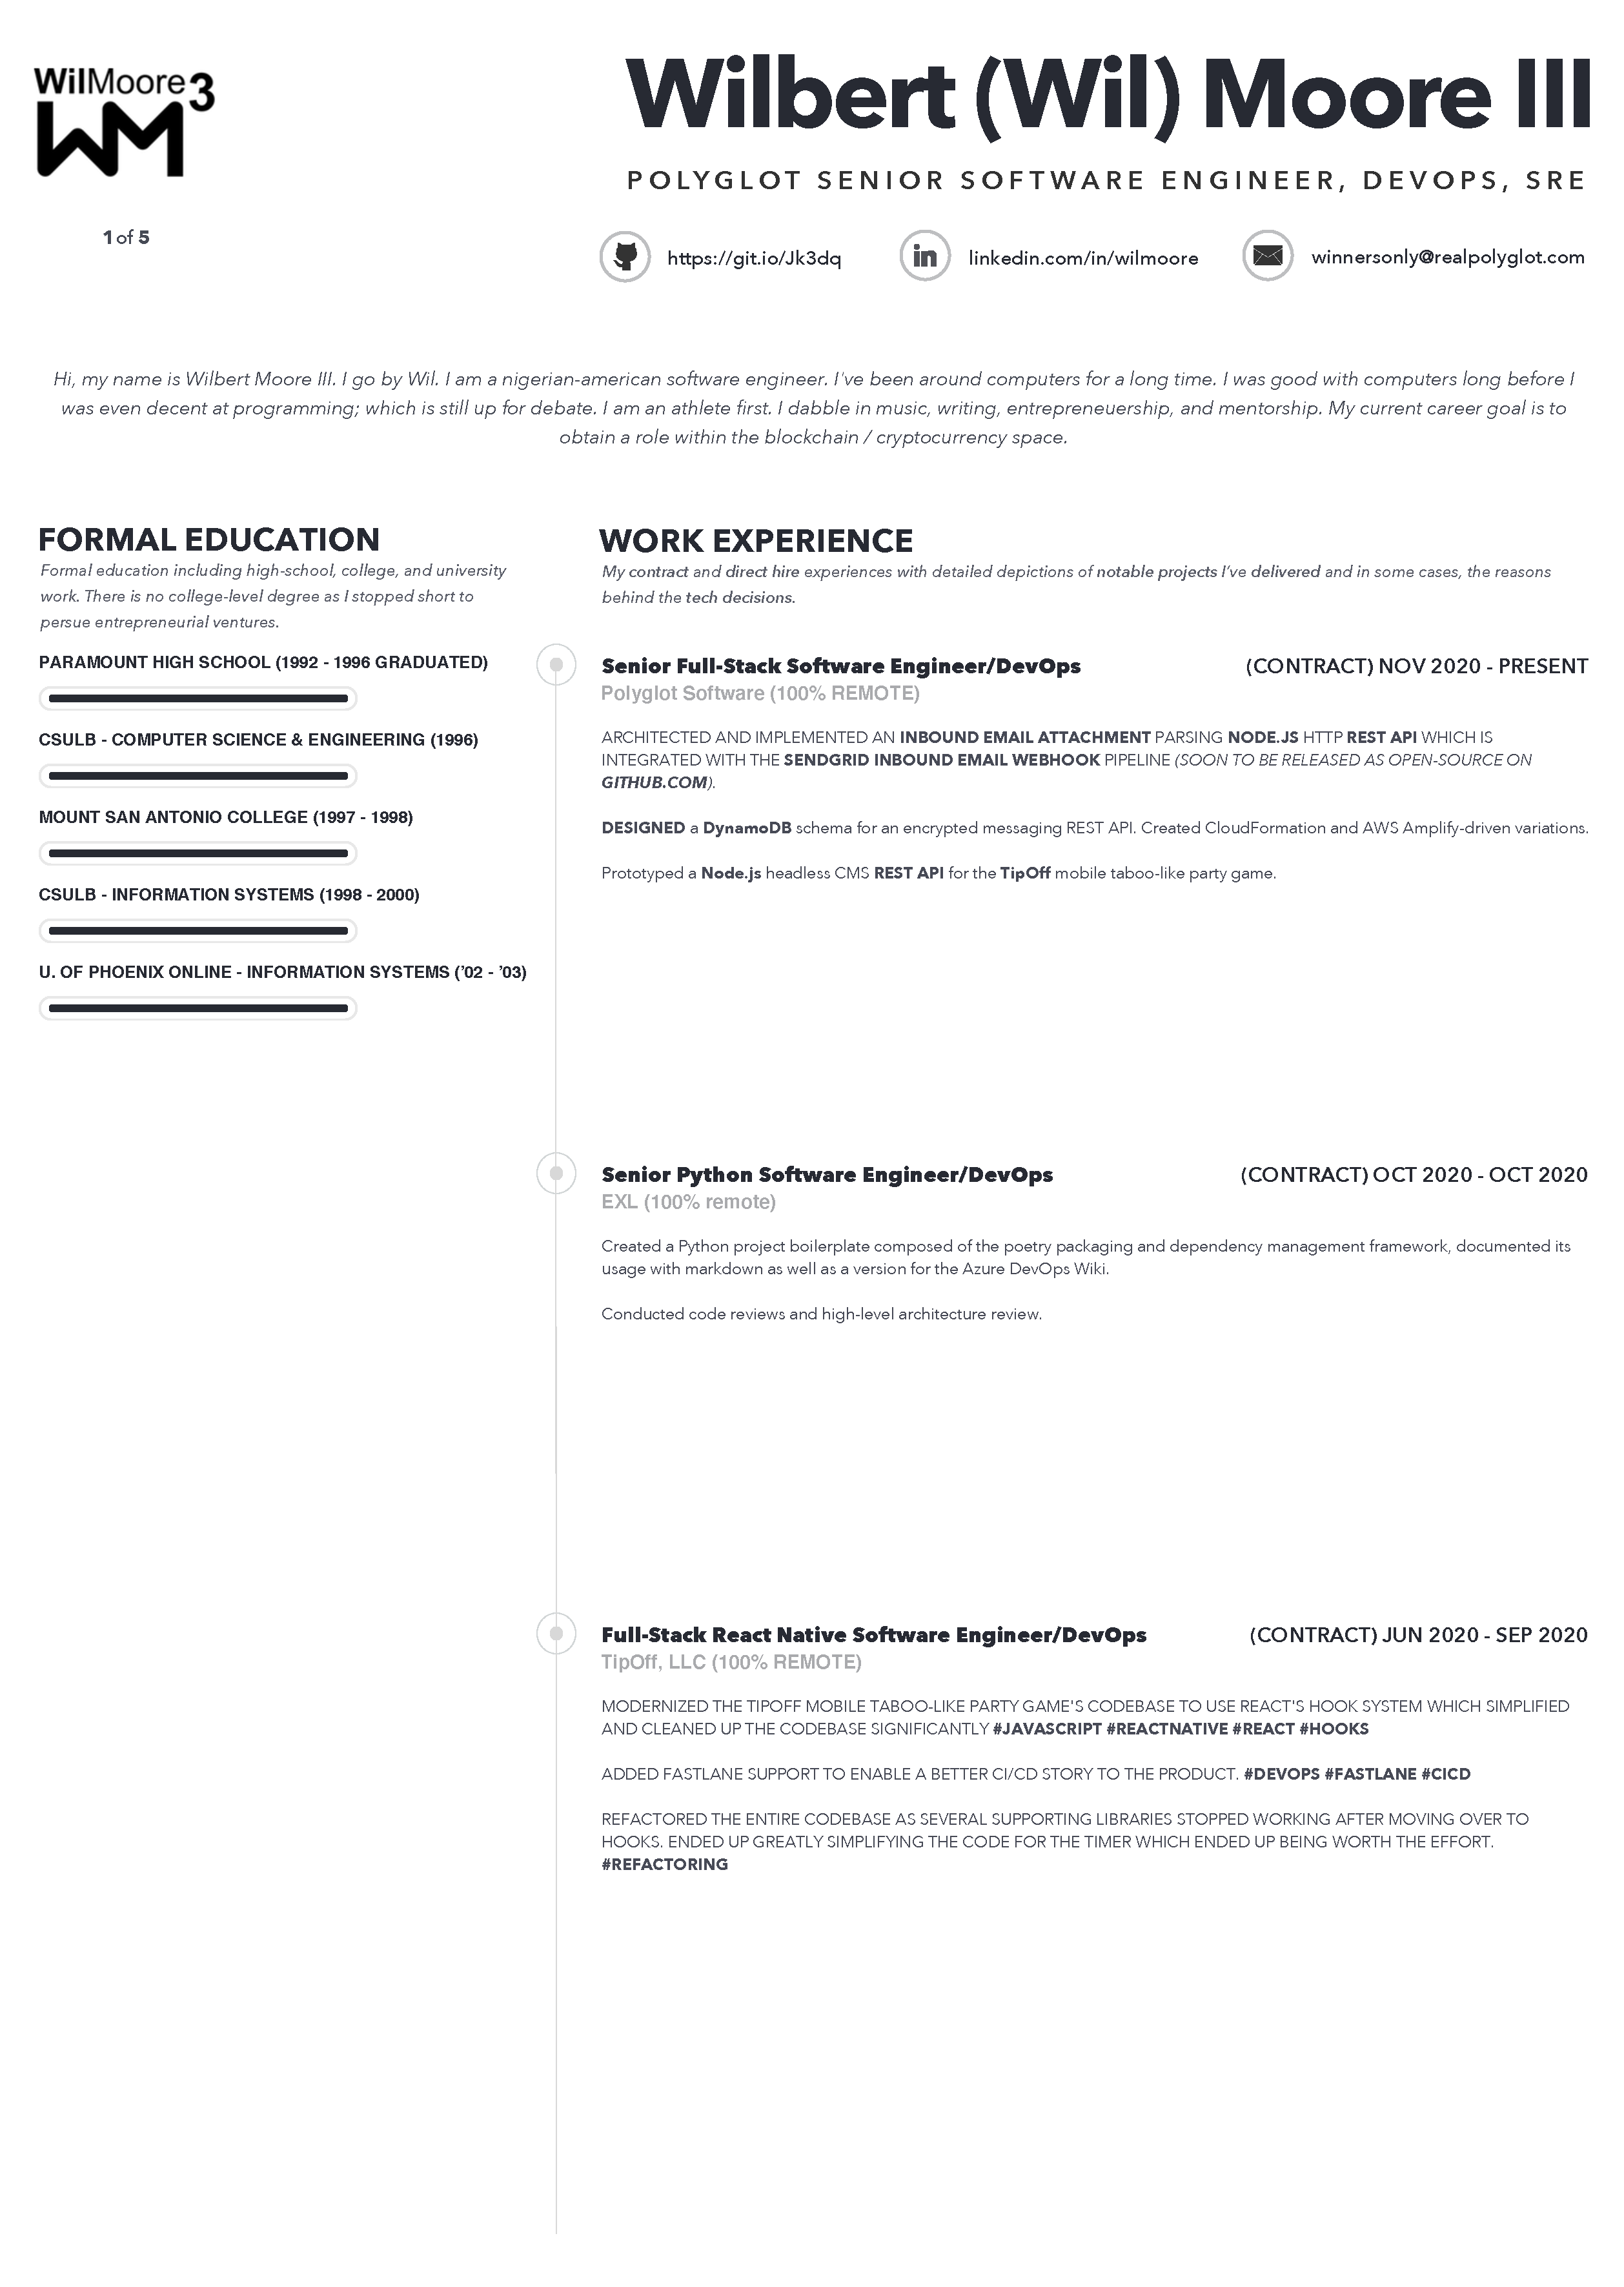 WilMoore3
WM
Wilbert (Wil) Moore III
POLYGLOT SENIOR SOFTWARE ENGINEER, DEVOPS, SRE
1 of 5
https://git.io/Jk3dq
linkedin.com/in/wilmoore
winnersonly@realpolyglot.com
Hi, my name is Wilbert Moore III. I go by Wil. I am a nigerian-american software engineer. I've been around computers for a long time. I was good with computers long before I
was even decent at programming; which is still up for debate. I am an athlete first. I dabble in music, writing, entrepreneuership, and mentorship. My current career goal is to
obtain a role within the blockchain / cryptocurrency space.
FORMAL EDUCATION
Formal education including high-school, college, and university
work. There is no college-level degree as I stopped short to
persue entrepreneurial ventures.
PARAMOUNT HIGH SCHOOL (1992 - 1996 GRADUATED)
CSULB - COMPUTER SCIENCE & ENGINEERING (1996)
MOUNT SAN ANTONIO COLLEGE (1997 - 1998)
CSULB - INFORMATION SYSTEMS (1998 - 2000)
U. OF PHOENIX ONLINE - INFORMATION SYSTEMS (’02 - ’03)
WORK EXPERIENCE
My contract and direct hire experiences with detailed depictions of notable projects I’ve delivered and in some cases, the reasons
behind the tech decisions.
Senior Full-Stack Software Engineer/DevOps
(CONTRACT) NOV 2020 - PRESENT
Polyglot Software (100% REMOTE)
ARCHITECTED AND IMPLEMENTED AN INBOUND EMAIL ATTACHMENT PARSING NODE.JS HTTP REST API WHICH IS
INTEGRATED WITH THE SENDGRID INBOUND EMAIL WEBHOOK PIPELINE (SOON TO BE RELEASED AS OPEN-SOURCE ON
GITHUB.COM).
DESIGNED a DynamoDB schema for an encrypted messaging REST API. Created CloudFormation and AWS Amplify-driven variations.
Prototyped a Node.js headless CMS REST API for the TipOff mobile taboo-like party game.
Senior Python Software Engineer/DevOps
(CONTRACT) OCT 2020 - OCT 2020
EXL (100% remote)
Created a Python project boilerplate composed of the poetry packaging and dependency management framework, documented its
usage with markdown as well as a version for the Azure DevOps Wiki.
Conducted code reviews and high-level architecture review.
Full-Stack React Native Software Engineer/DevOps
(CONTRACT) JUN 2020 - SEP 2020
TipOff, LLC (100% REMOTE)
MODERNIZED THE TIPOFF MOBILE TABOO-LIKE PARTY GAME'S CODEBASE TO USE REACT'S HOOK SYSTEM WHICH SIMPLIFIED
AND CLEANED UP THE CODEBASE SIGNIFICANTLY #JAVASCRIPT #REACTNATIVE #REACT #HOOKS
ADDED FASTLANE SUPPORT TO ENABLE A BETTER CI/CD STORY TO THE PRODUCT. #DEVOPS #FASTLANE #CICD
REFACTORED THE ENTIRE CODEBASE AS SEVERAL SUPPORTING LIBRARIES STOPPED WORKING AFTER MOVING OVER TO
HOOKS. ENDED UP GREATLY SIMPLIFYING THE CODE FOR THE TIMER WHICH ENDED UP BEING WORTH THE EFFORT.
#REFACTORING